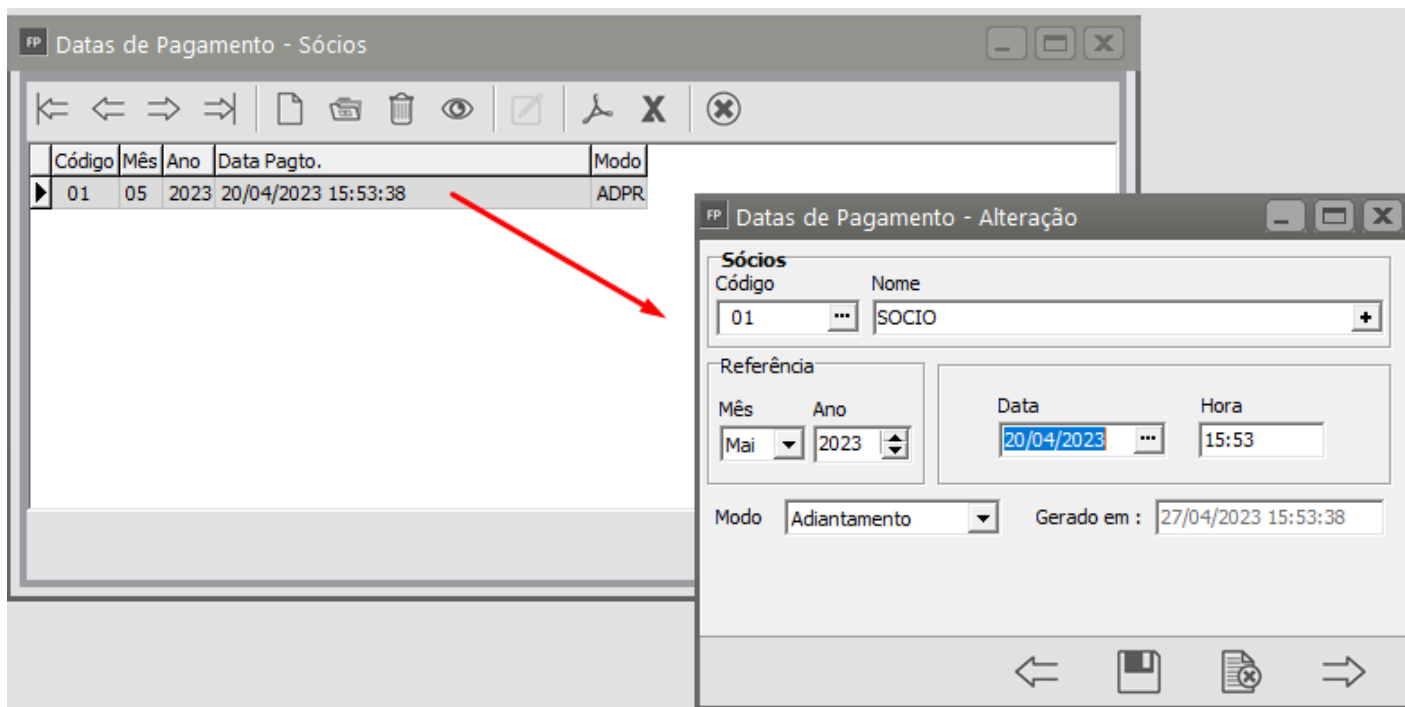 FP Datas de Pagamento - Sócios
X
Código Mês Ano Data Pagto. Modo
01 05 2023 20/04/2023 15:53:38 ADPR
FP Datas de Pagamento - Alteração
Sócios
Código Nome
01 ... SOCIO +
Referência
Mês Ano
Mai 2023
Data Hora
20/04/2023 ... 15:53
Modo Adiantamento Gerado em : 27/04/2023 15:53:38